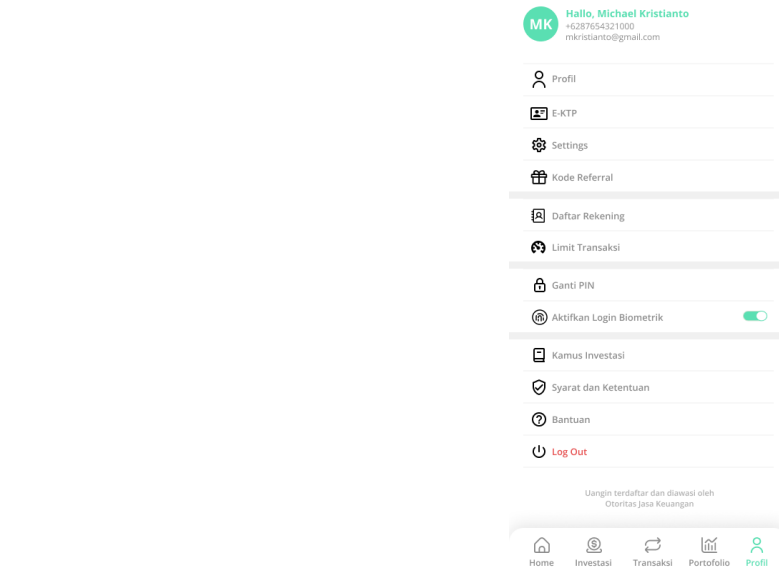 MK
Hallo, Michael Kristianto
+6287654321000
mkristianto@gmail.com
Profil
E-KTP
Settings
Kode Referral
Daftar Rekening
Limit Transaksi
Ganti PIN
Aktifkan Login Biometrik
Kamus Investasi
Syarat dan Ketentuan
Bantuan
Log Out
Uangin terdaftar dan diawasi oleh
Otoritas Jasa Keuangan
Home Investasi Transaksi Portofolio Profil